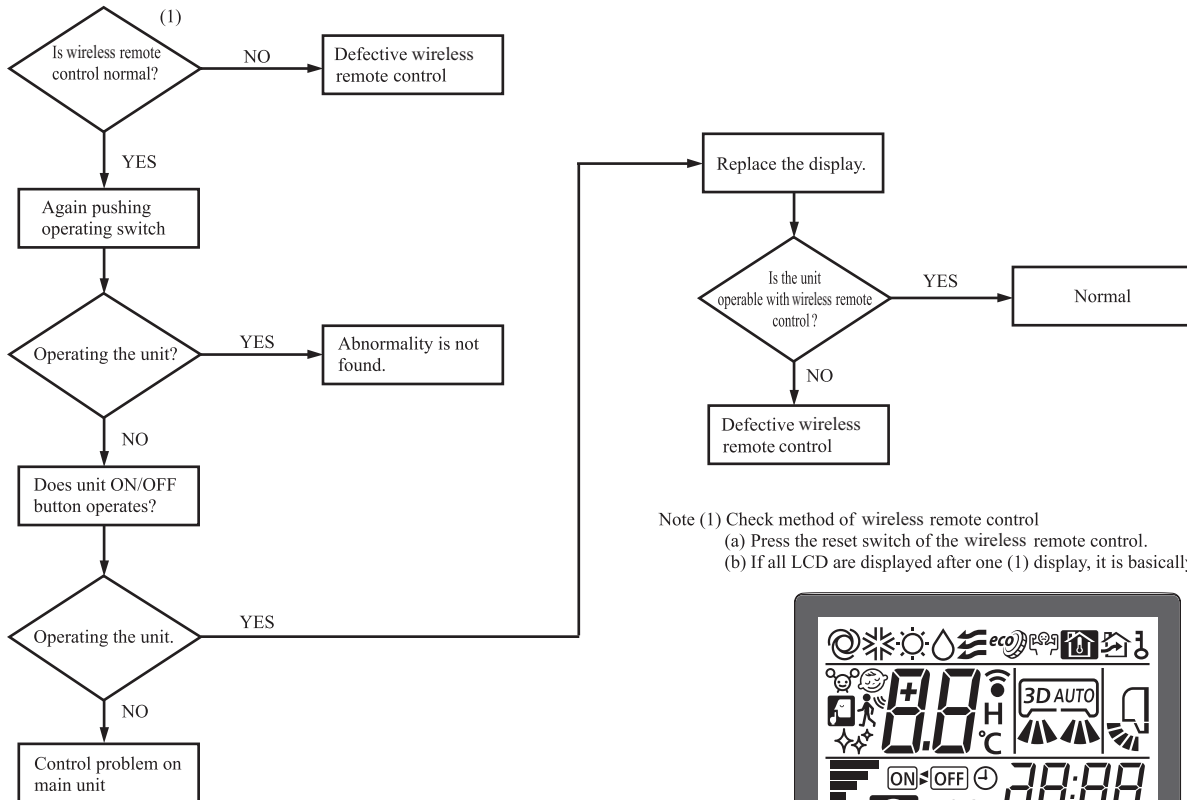 (1)
Is wireless remote
control normal?
NO
Defective wireless
remote control
YES
Again pushing
operating switch
Operating the unit?
YES
Abnormality is not
found.
NO
Does unit ON/OFF
button operates?
Operating the unit.
YES
NO
Control problem on
main unit
Replace the display.
Is the unit
operable with wireless remote
control ?
YES
Normal
NO
Defective wireless
remote control
Note (1) Check method of wireless remote control
(a) Press the reset switch of the wireless remote control.
(b) If all LCD are displayed after one (1) display, it is basically
eco
+8.8
H
°C
3D AUTO
ON OFF